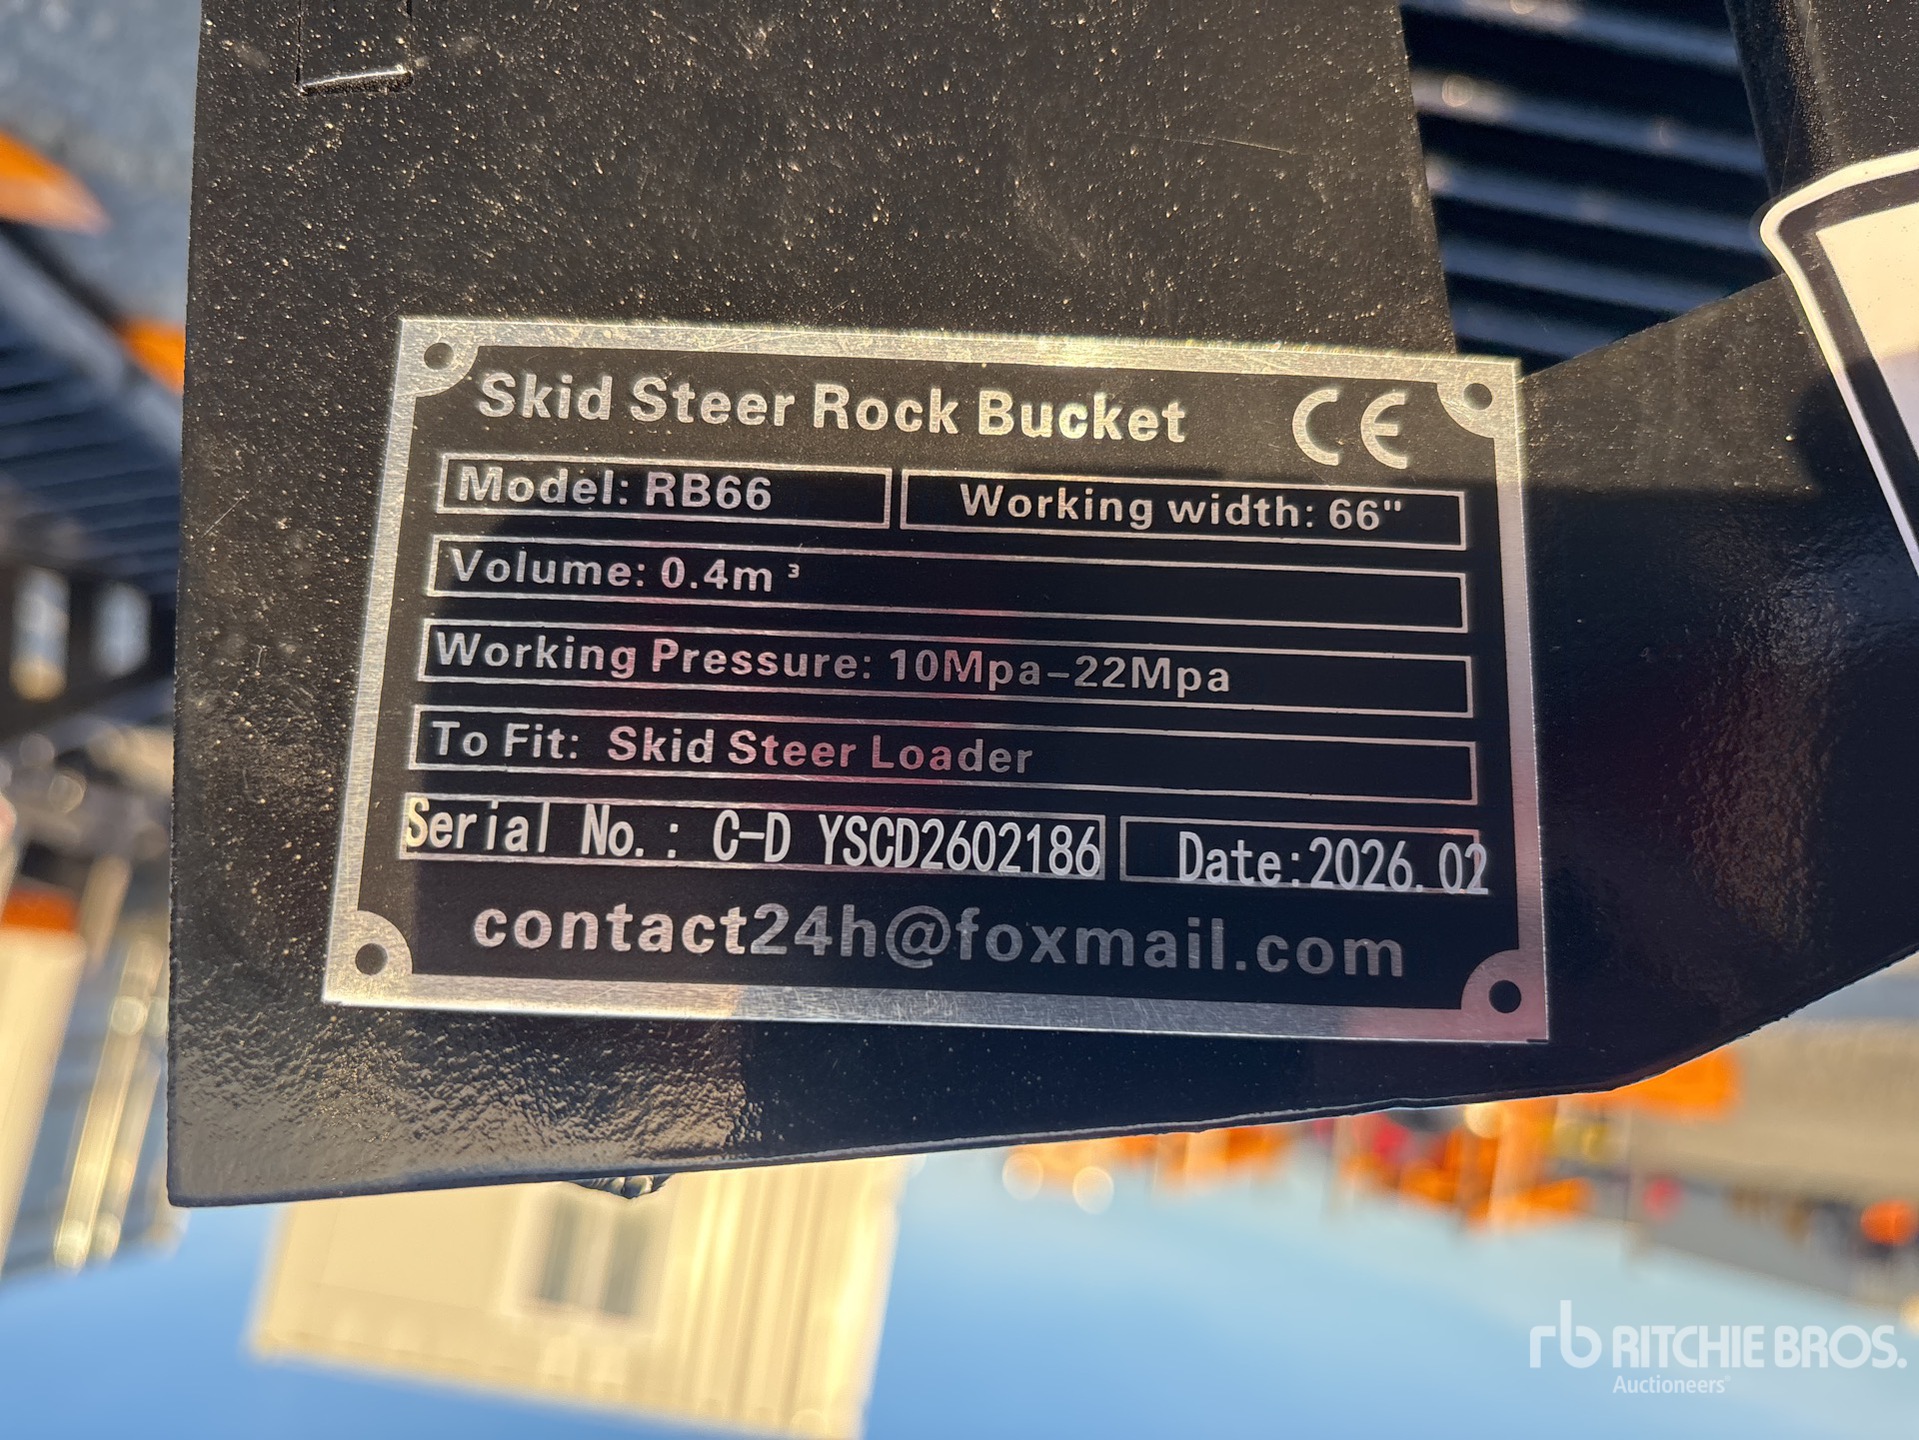 Skid Steer Rock Bucket CE
Model: RB66 Working width: 66"
Volume: 0.4m³
Working Pressure: 10Mpa-22Mpa
To Fit: Skid Steer Loader
Serial No.: C-D YSCD2602186 Date:2026.02
contact24h@foxmail.com
rb RITCHIE BROS.
Auctioneers